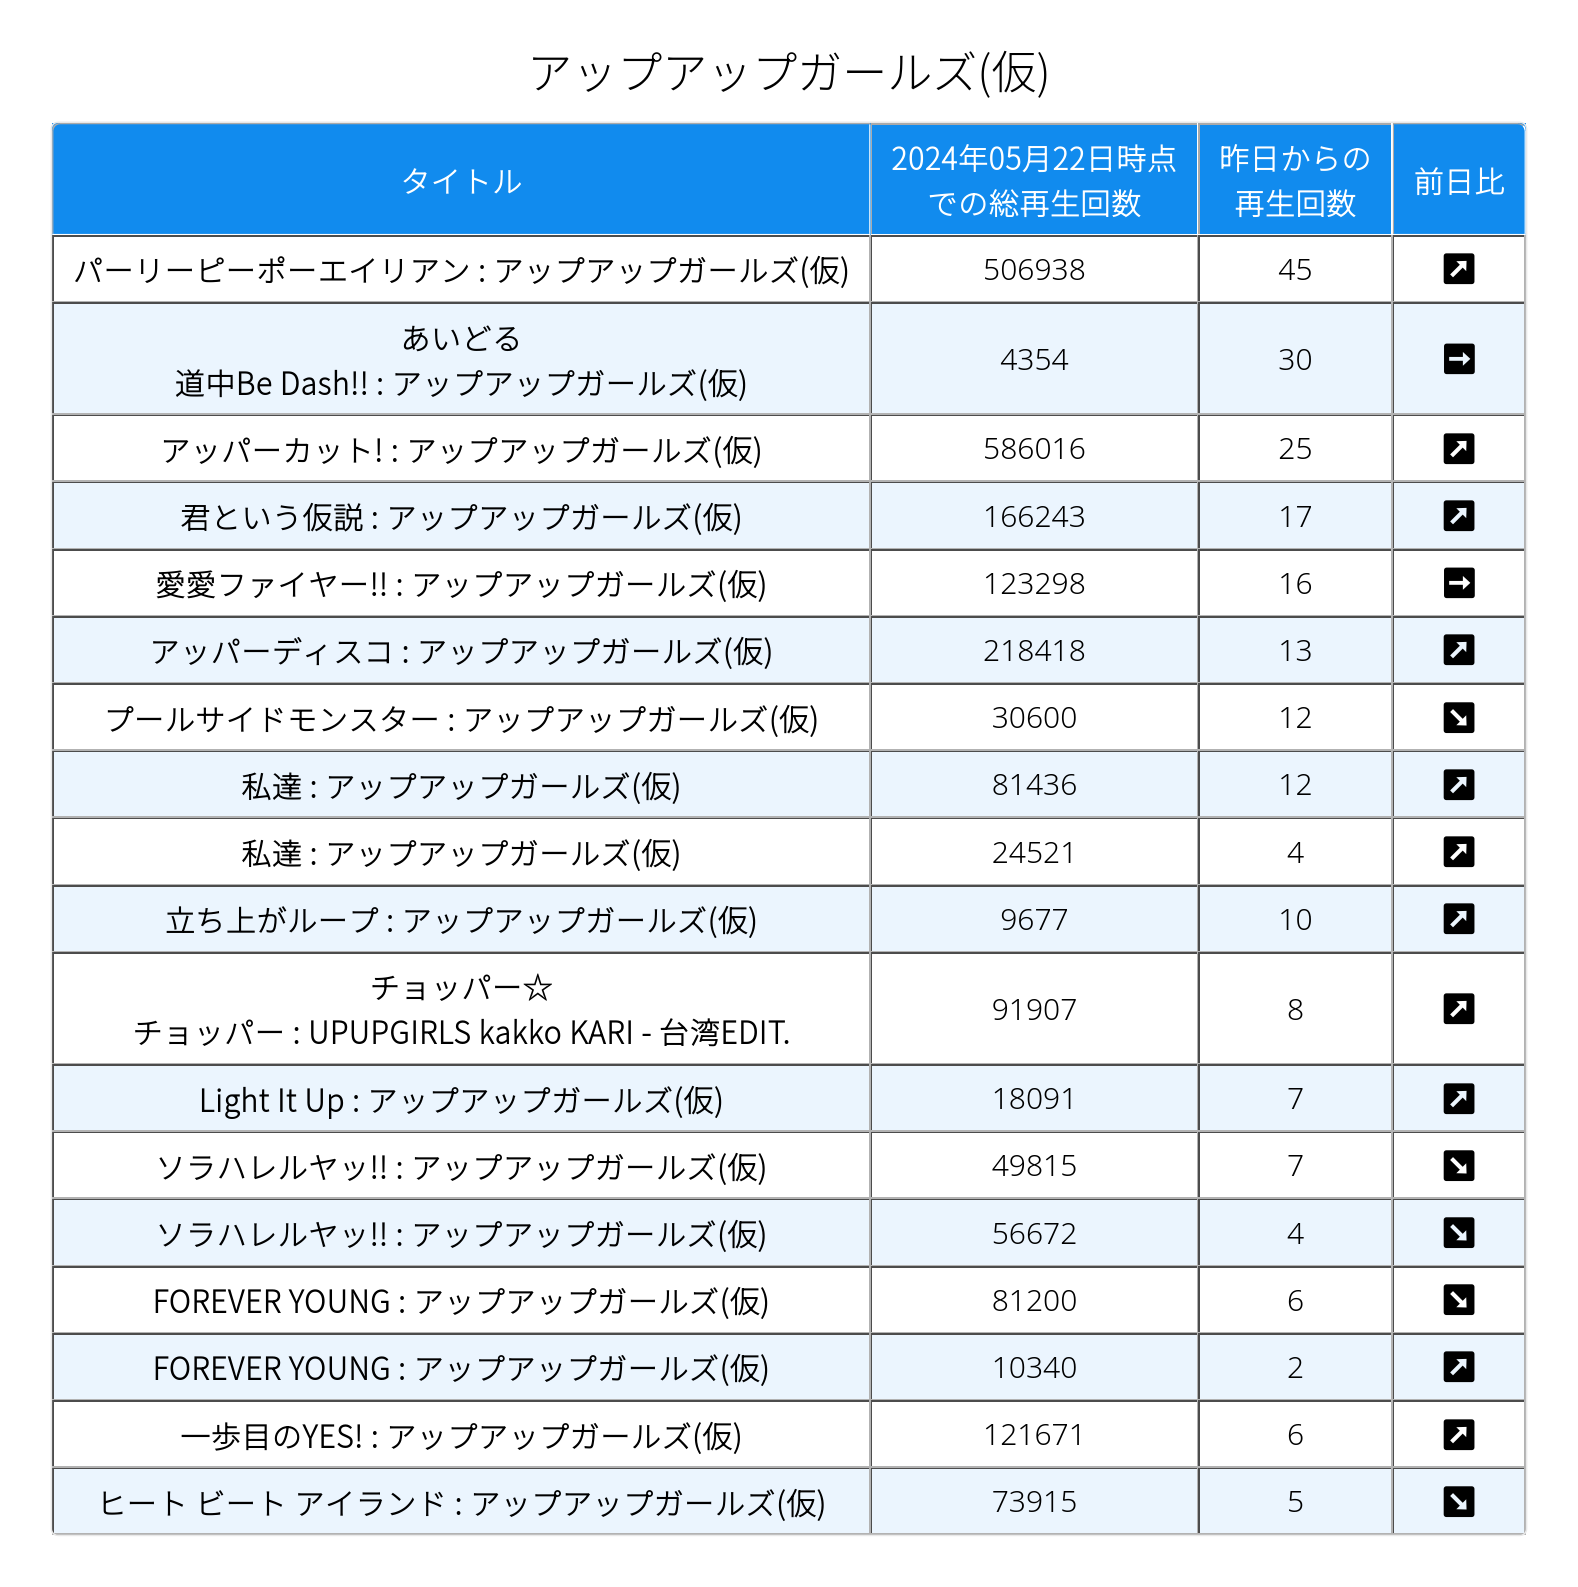 アップアップガールズ(仮)
タイトル
2024年05月22日時点
での総再生回数
昨日からの
再生回数
前日比
パーリーピーポーエイリアン : アップアップガールズ(仮)
506938
45
あいどる
道中Be Dash!! : アップアップガールズ(仮)
4354
30
アッパーカット! : アップアップガールズ(仮)
586016
25
君という仮説 : アップアップガールズ(仮)
166243
17
愛愛ファイヤー!! : アップアップガールズ(仮)
123298
16
アッパーディスコ : アップアップガールズ(仮)
218418
13
プールサイドモンスター : アップアップガールズ(仮)
30600
12
私達 : アップアップガールズ(仮)
81436
12
私達 : アップアップガールズ(仮)
24521
4
立ち上がループ : アップアップガールズ(仮)
9677
10
チョッパー☆
チョッパー : UPUPGIRLS kakko KARI - 台湾EDIT.
91907
8
Light It Up : アップアップガールズ(仮)
18091
7
ソラハレルヤッ!! : アップアップガールズ(仮)
49815
7
ソラハレルヤッ!! : アップアップガールズ(仮)
56672
4
FOREVER YOUNG : アップアップガールズ(仮)
81200
6
FOREVER YOUNG : アップアップガールズ(仮)
10340
2
一歩目のYES! : アップアップガールズ(仮)
121671
6
ヒート ビート アイランド : アップアップガールズ(仮)
73915
5